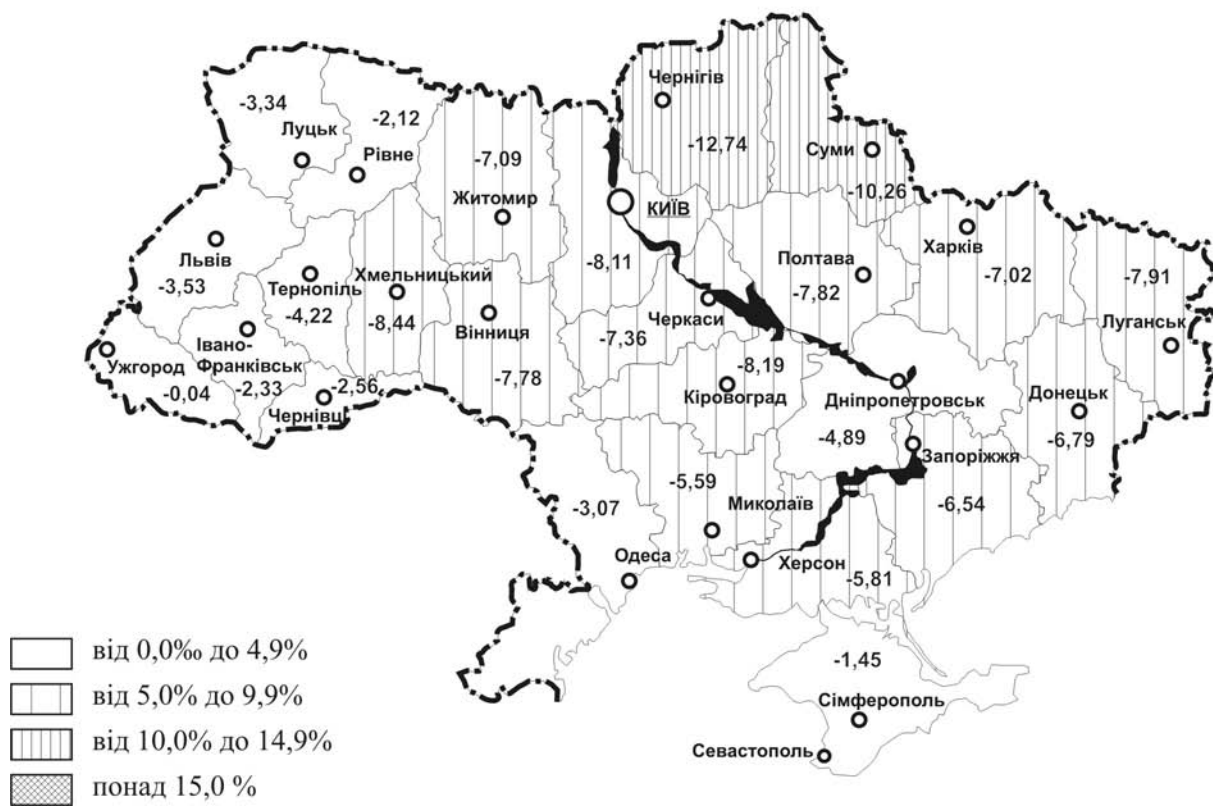 Чернігів
-3,34
-2,12
Луцьк
-12,74
Суми
Рівне
-7,09
-10,26
Житомир
КИЇВ
Харків
Львів
-8,11
Полтава
-7,02
-7,91
-3,53
Тернопіль
Хмельницький
-7,82
-4,22
-8,44
Вінниця
Черкаси
Луганськ
Івано-
Франківськ
-7,36
Ужгород
-8,19
-0,04
-2,33
-2,56
-7,78
Кіровоград
Дніпропетровськ
Донецьк
Чернівці
-4,89
-6,79
Запоріжжя
-5,59
Миколаїв
-6,54
-3,07
Одеса
Херсон
-5,81
від 0,0‰ до 4,9%
-1,45
від 5,0% до 9,9%
Сімферополь
від 10,0% до 14,9%
Севастополь
понад 15,0 %